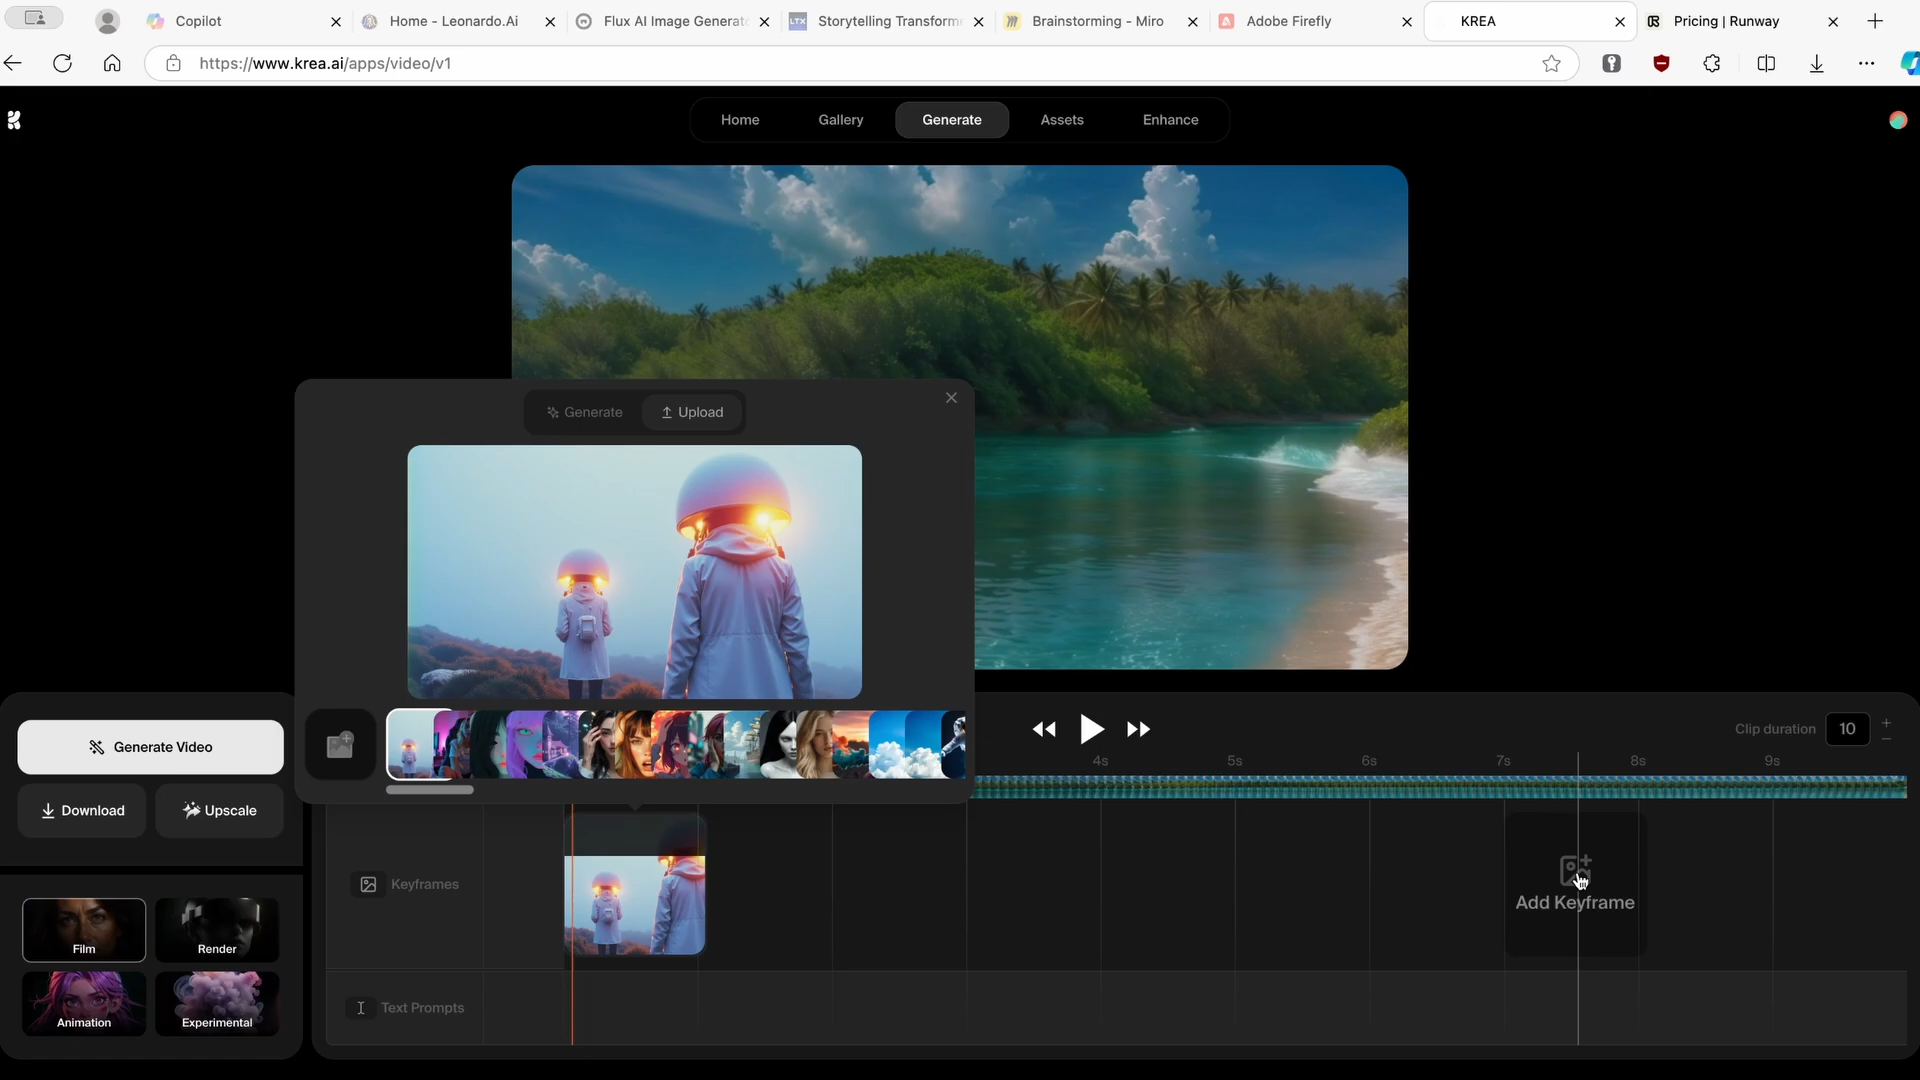 Copilot
Home - Leonardo.Ai
Flux AI Image Generato
Storytelling Transform
Brainstorming - Miro
Adobe Firefly
KREA
Pricing | Runway
https://www.krea.ai/apps/video/v1
Home
Gallery
Generate
Assets
Enhance
Generate
Upload
Generate Video
Download
Upscale
Clip duration
10
4s
5s
6s
7s
8s
9s
Keyframes
Add Keyframe
Film
Render
Animation
Experimental
Text Prompts